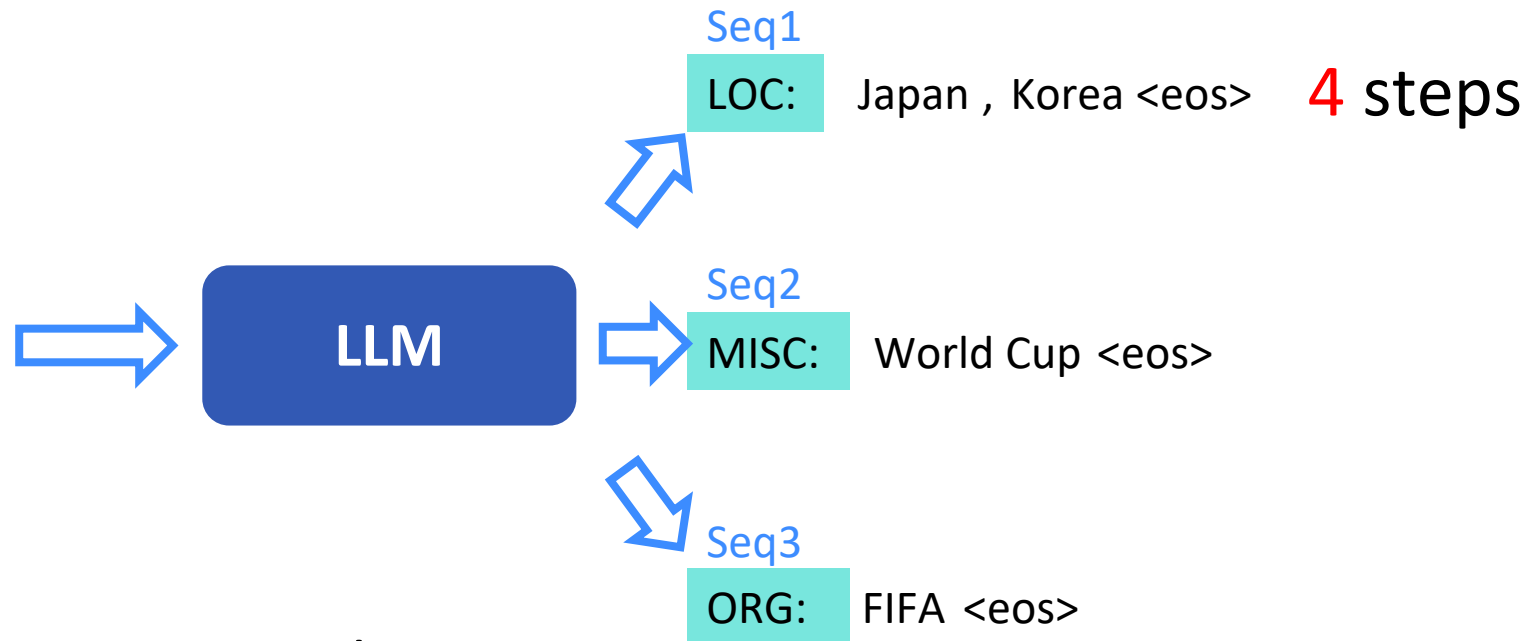 Seq1
LOC: Japan , Korea <eos> 4 steps
Seq2
LLM
MISC: World Cup <eos>
Seq3
ORG: FIFA <eos>